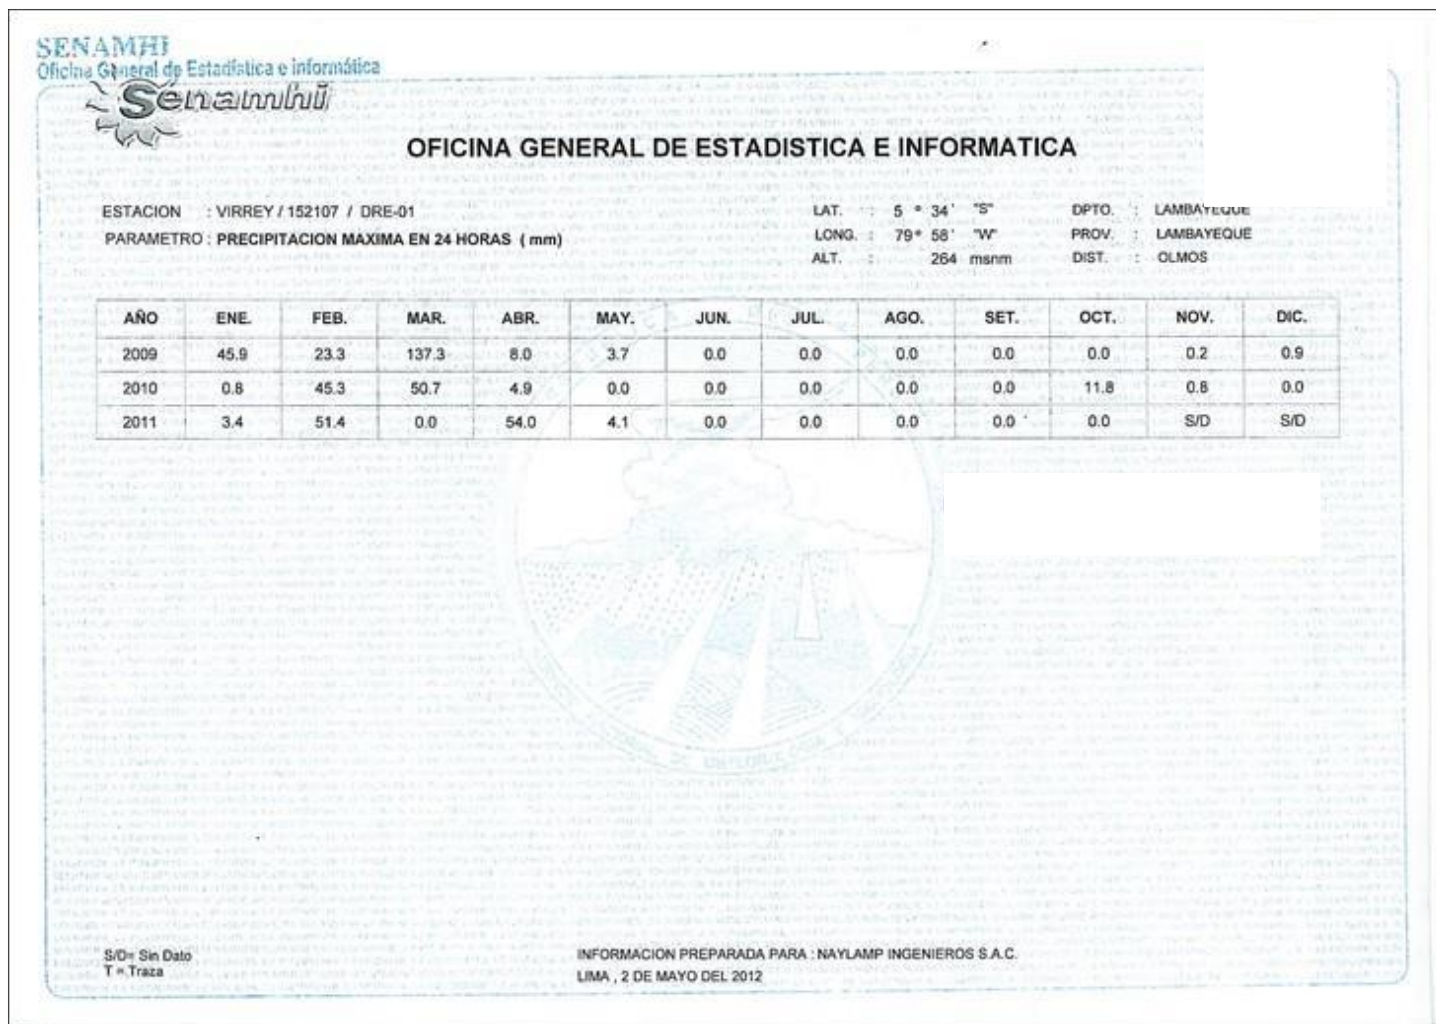 SENAMHI
Oficina General de Estadística e informática
Senamhi
OFICINA GENERAL DE ESTADISTICA E INFORMATICA
ESTACION : VIRREY / 152107 / DRE-01 LAT. : 5 ° 34 ' "S" DPTO. : LAMBAYEQUE
PARAMETRO : PRECIPITACION MAXIMA EN 24 HORAS ( mm) LONG. : 79° 58 ' "W" PROV. : LAMBAYEQUE
ALT. : 264 msnm DIST. : OLMOS
AÑO ENE. FEB. MAR. ABR. MAY. JUN. JUL. AGO. SET. OCT. NOV. DIC.
2009 45.9 23.3 137.3 8.0 3.7 0.0 0.0 0.0 0.0 0.0 0.2 0.9
2010 0.8 45.3 50.7 4.9 0.0 0.0 0.0 0.0 0.0 11.8 0.8 0.0
2011 3.4 51.4 0.0 54.0 4.1 0.0 0.0 0.0 0.0 0.0 S/D S/D
S/D= Sin Dato
T = Traza
INFORMACION PREPARADA PARA : NAYLAMP INGENIEROS S.A.C.
LIMA , 2 DE MAYO DEL 2012